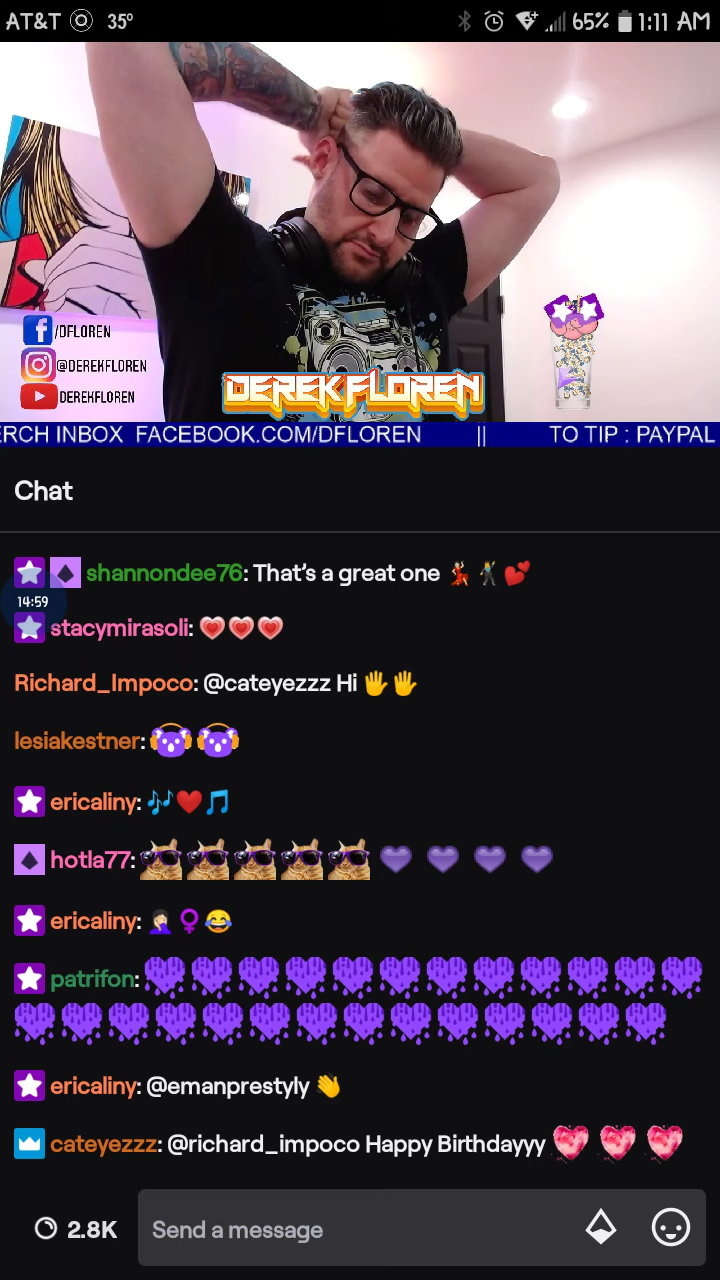 AT&T 35° 65% 1:11 AM
/DFLOREN
@DEREKFLOREN
DEREKFLOREN
DEREK FLOREN
ERCH INBOX FACEBOOK.COM/DFLOREN || TO TIP : PAYPAL
Chat
shannondee76: That's a great one 💃🕺💕
14:59
stacymirasoli: 💗💗💗
Richard_Impoco: @cateyezzz Hi 🖐🖐
lesiakestner:
ericaliny: 🎶❤️🎵
hotla77: 💜 💜 💜 💜
ericaliny: 🤦🏻♀️😂
patrifon:
ericaliny: @emanprestyly 👋
cateyezzz: @richard_impoco Happy Birthdayyy
2.8K Send a message